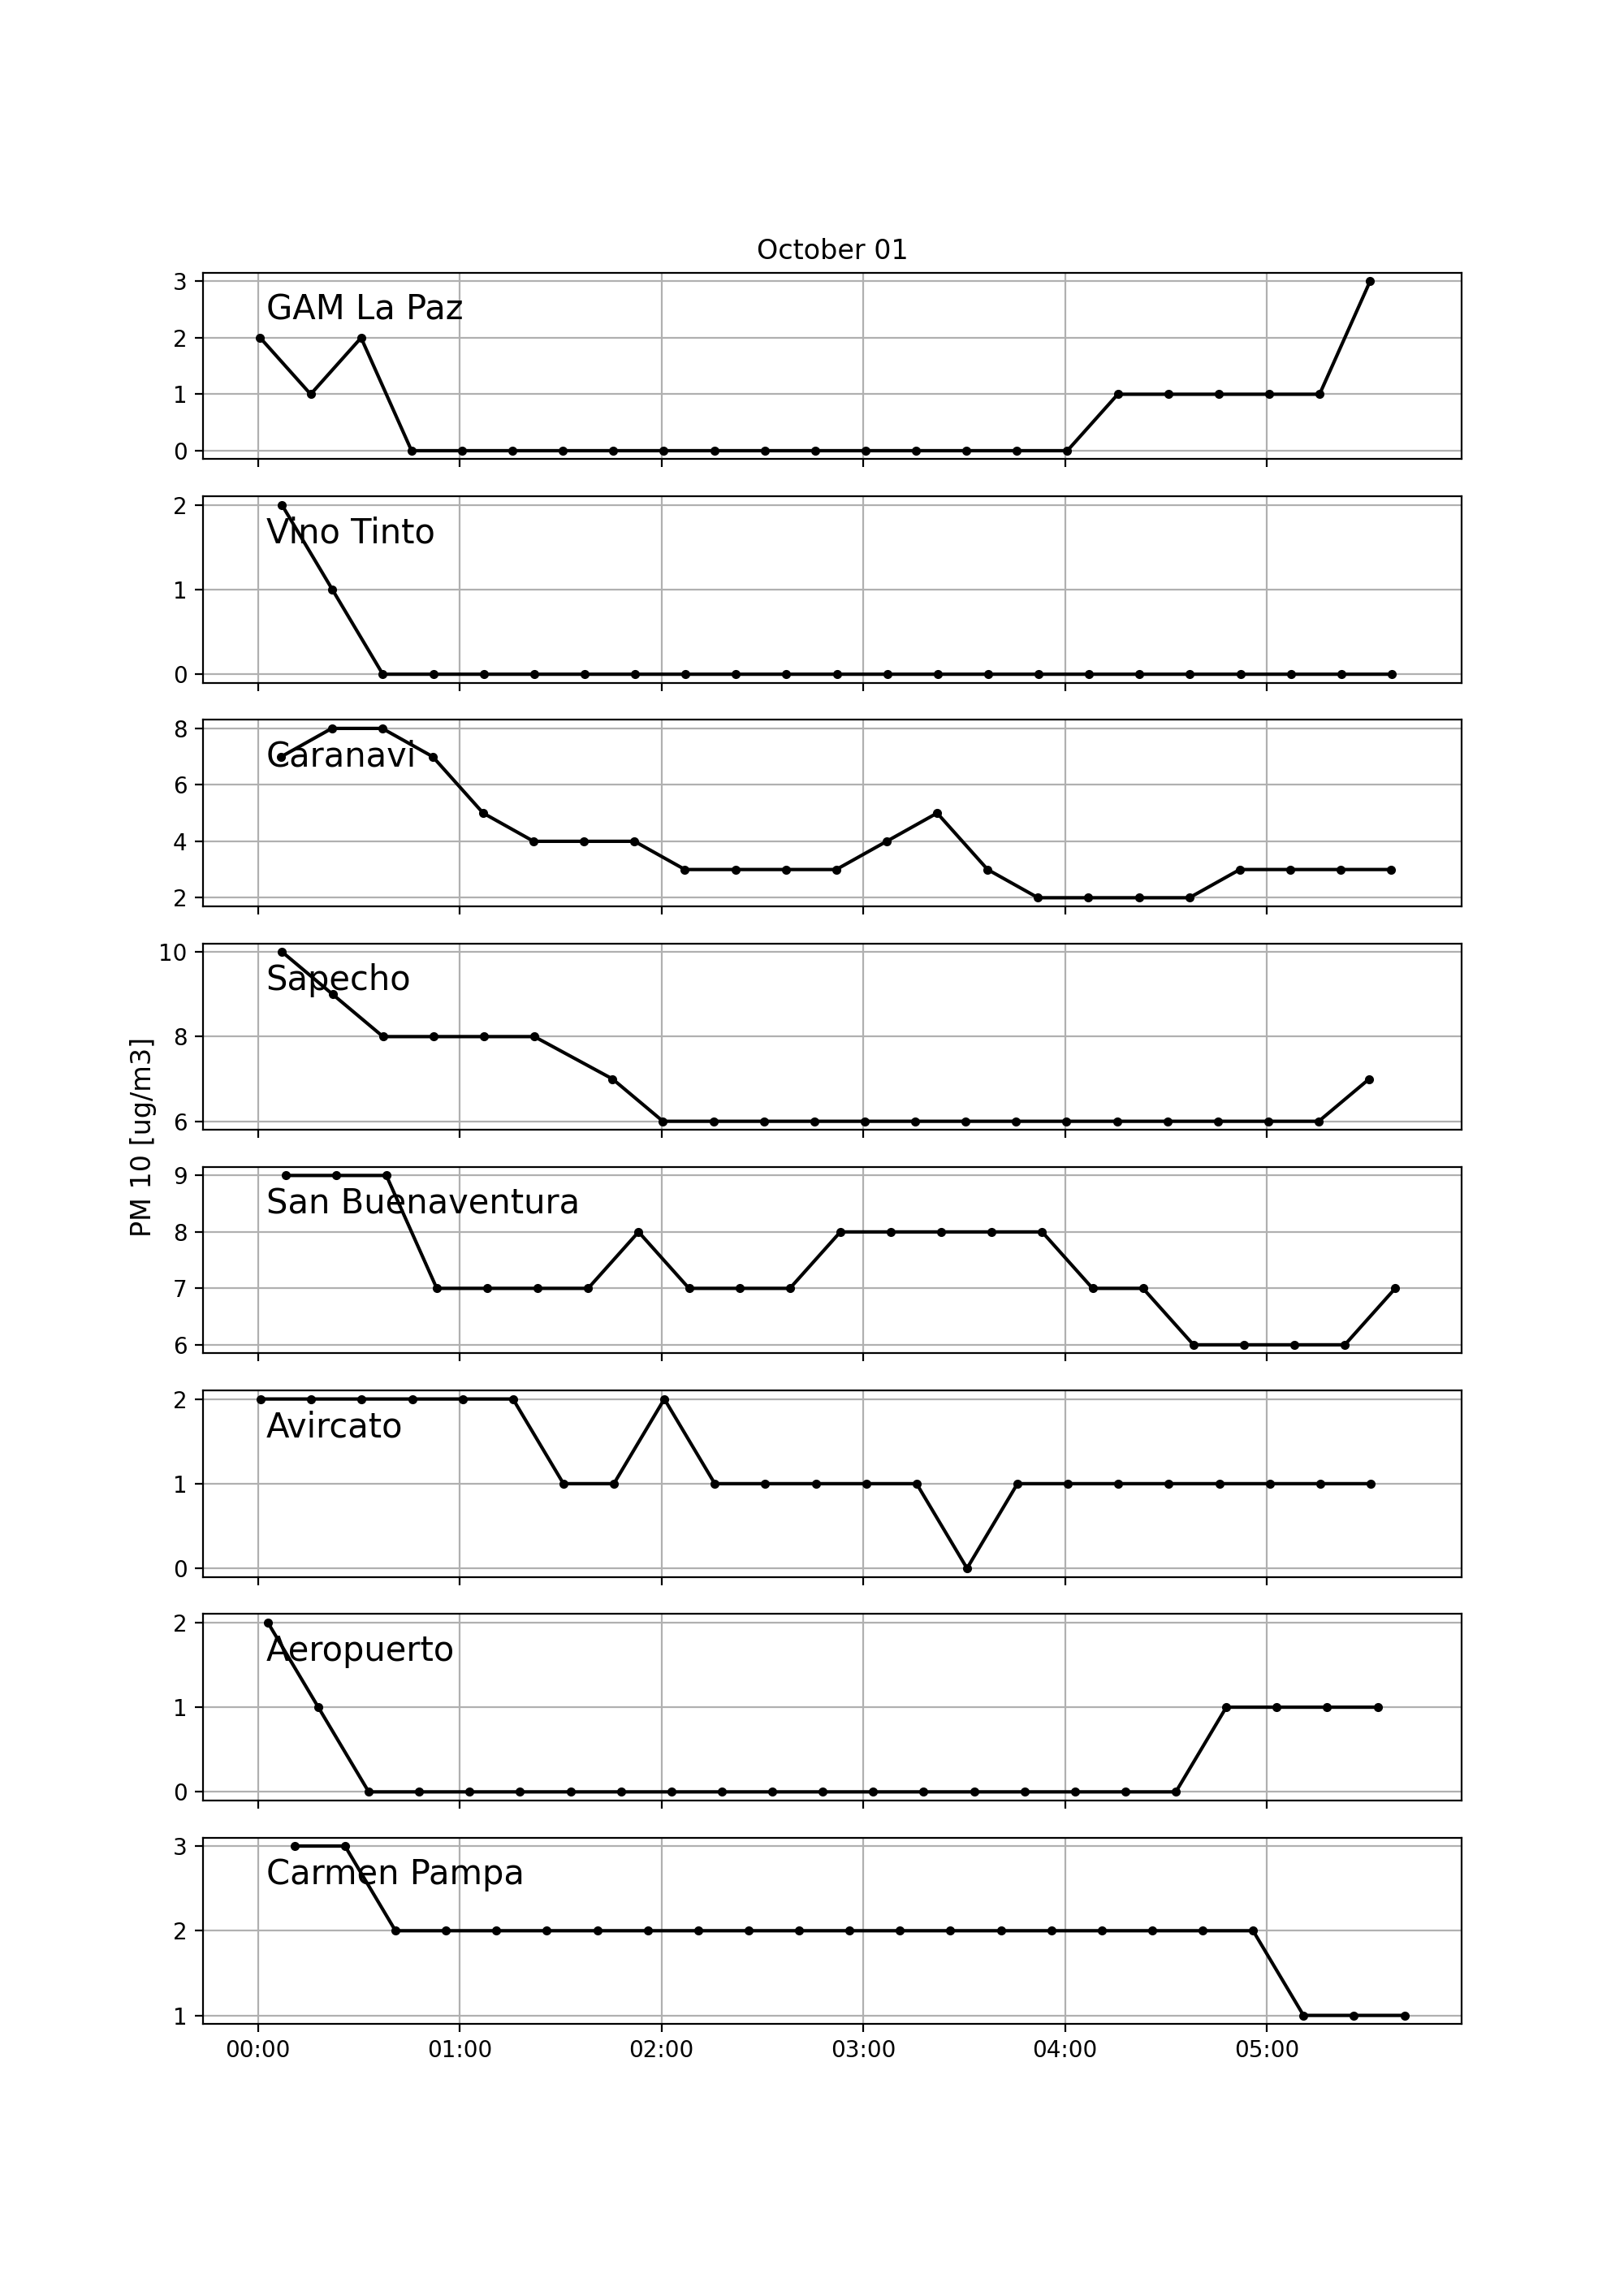 October 01
3
GAM La Paz
2
1
0
2
Vino Tinto
1
0
8
Caranavi
6
4
2
10
Sapecho
8
6
PM 10 [ug/m3]
9
San Buenaventura
8
7
6
2
Avircato
1
0
2
Aeropuerto
1
0
3
Carmen Pampa
2
1
00:00 01:00 02:00 03:00 04:00 05:00